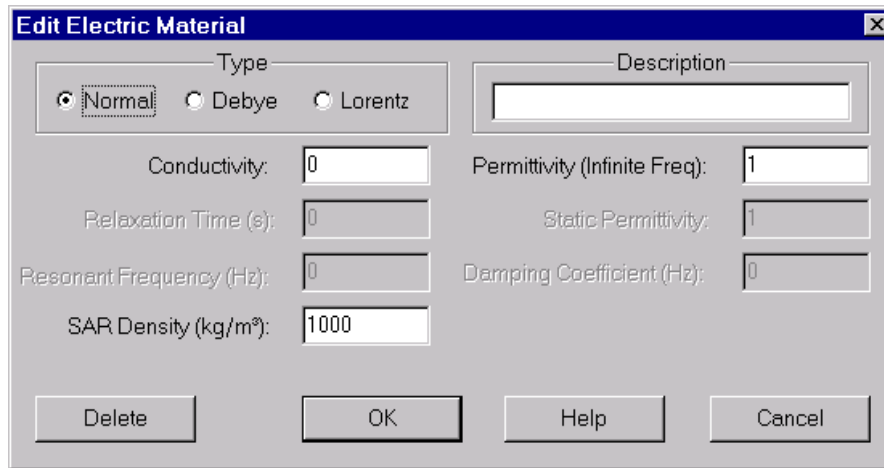 Edit Electric Material
Type
Normal Debye Lorentz
Description
Conductivity: 0 Permittivity (Infinite Freq): 1
Relaxation Time (s): 0 Static Permittivity: 1
Resonant Frequency (Hz): 0 Damping Coefficient (Hz): 0
SAR Density (kg/m³): 1000
Delete OK Help Cancel